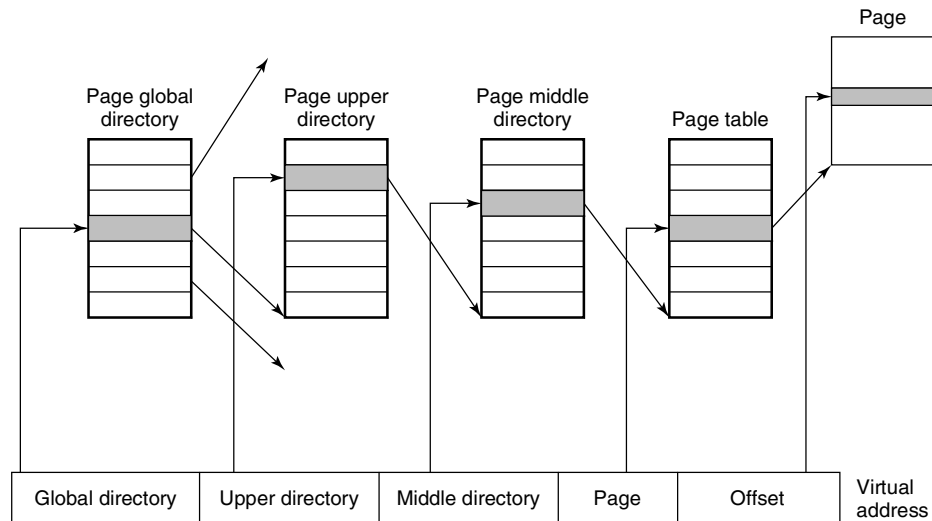 Page
Page global
directory
Page upper
directory
Page middle
directory
Page table
Global directory
Upper directory
Middle directory
Page
Offset
Virtual
address